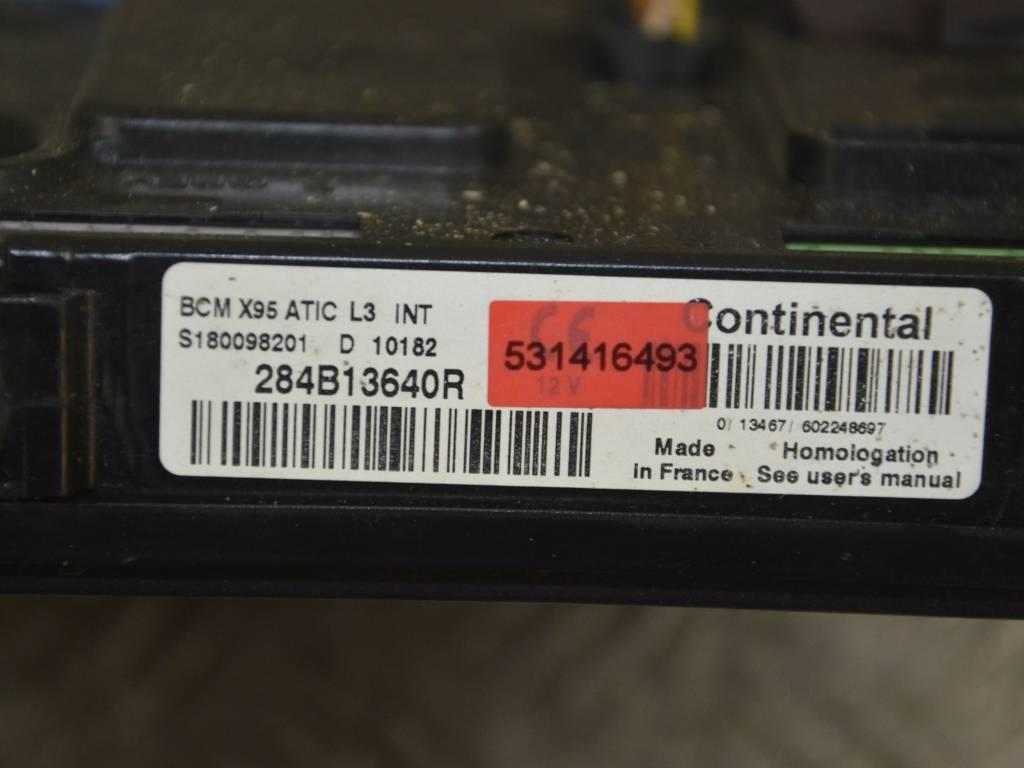 BCM X95 ATIC L3 INT
S180098201 D 10182
284B13640R
531416493
12 V
Continental
0/ 13467/ 602248697
Made
in France
Homologation
See user's manual